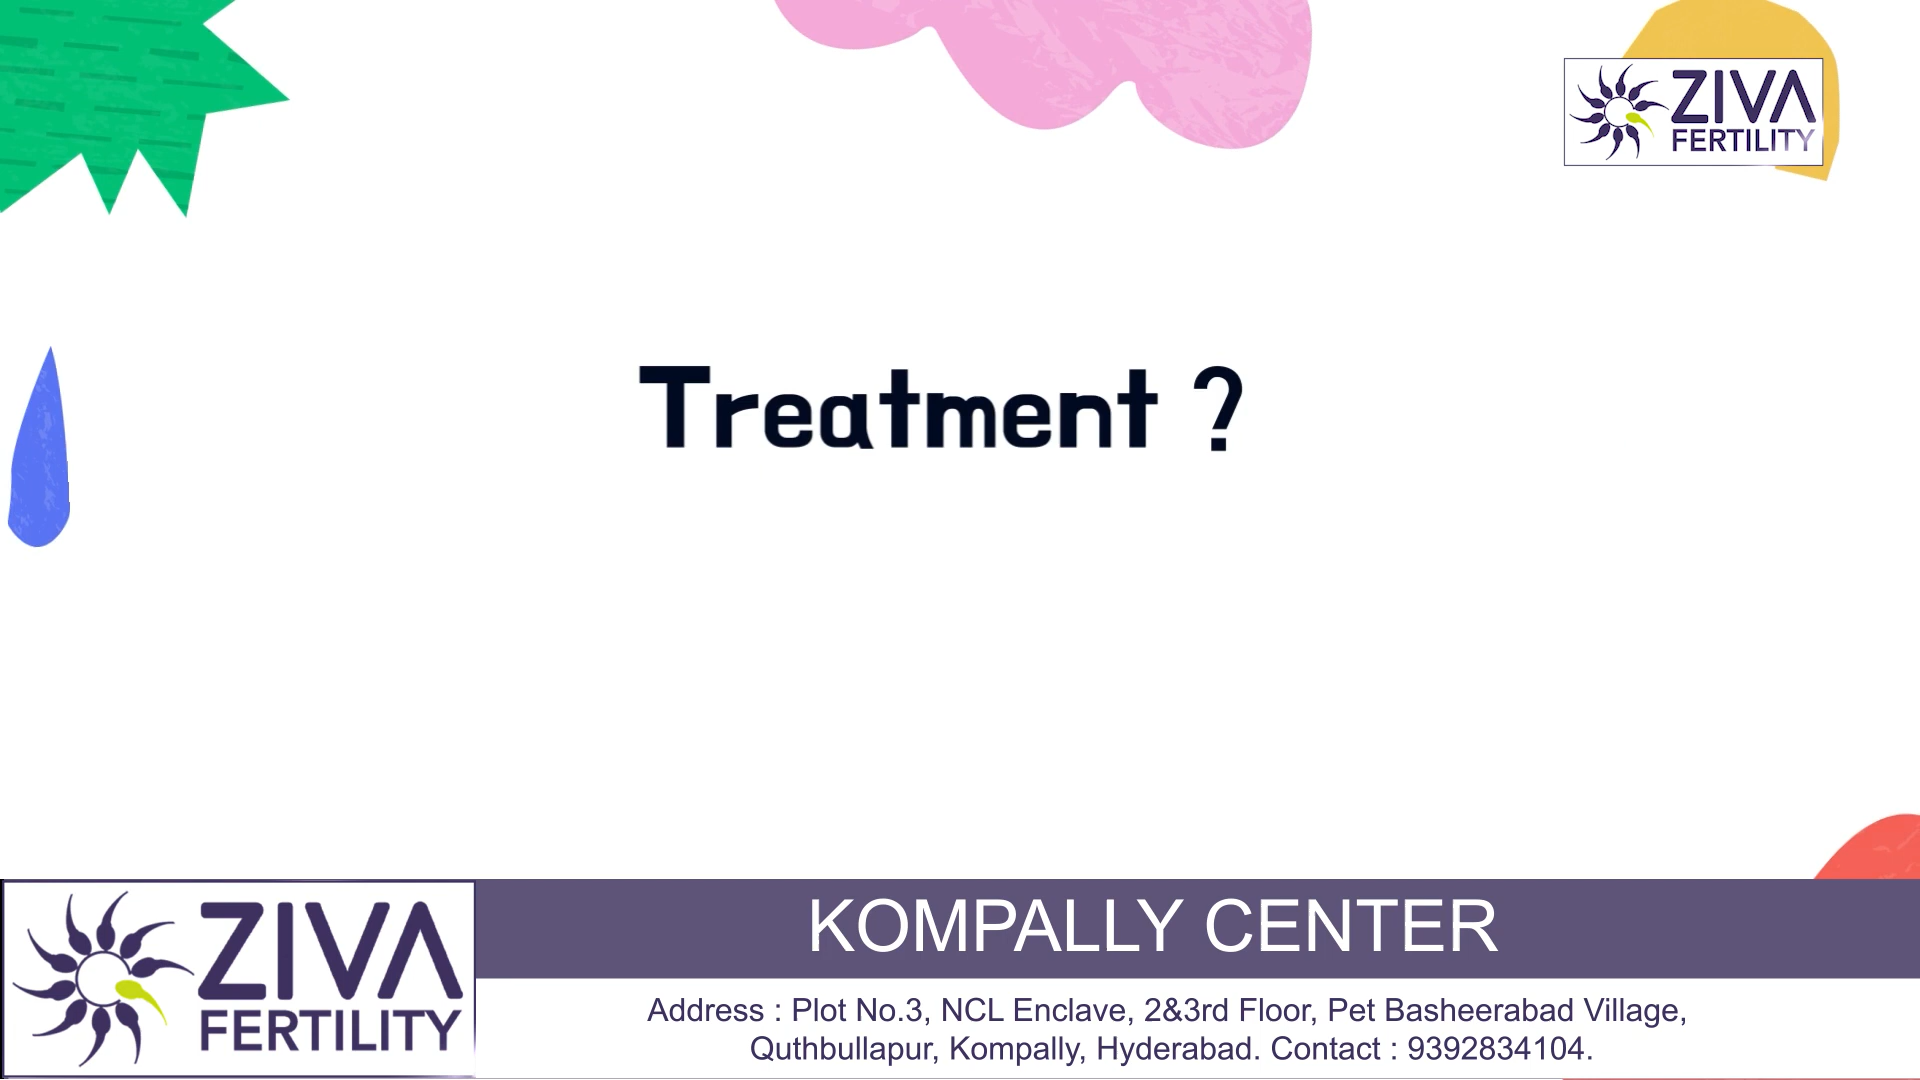 ZIVA
FERTILITY
Treatment ?
ZIVA
FERTILITY
KOMPALLY CENTER
Address : Plot No.3, NCL Enclave, 2&3rd Floor, Pet Basheerabad Village,
Quthbullapur, Kompally, Hyderabad. Contact : 9392834104.